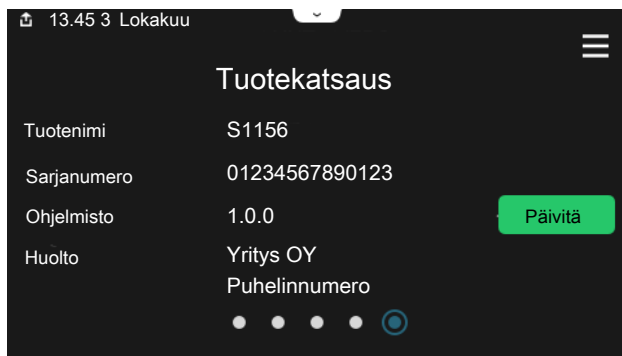 13.45 3 Lokakuu
Tuotekatsaus
Tuotenimi S1156
Sarjanumero 01234567890123
Ohjelmisto 1.0.0 Päivitä
Huolto Yritys OY
Puhelinnumero